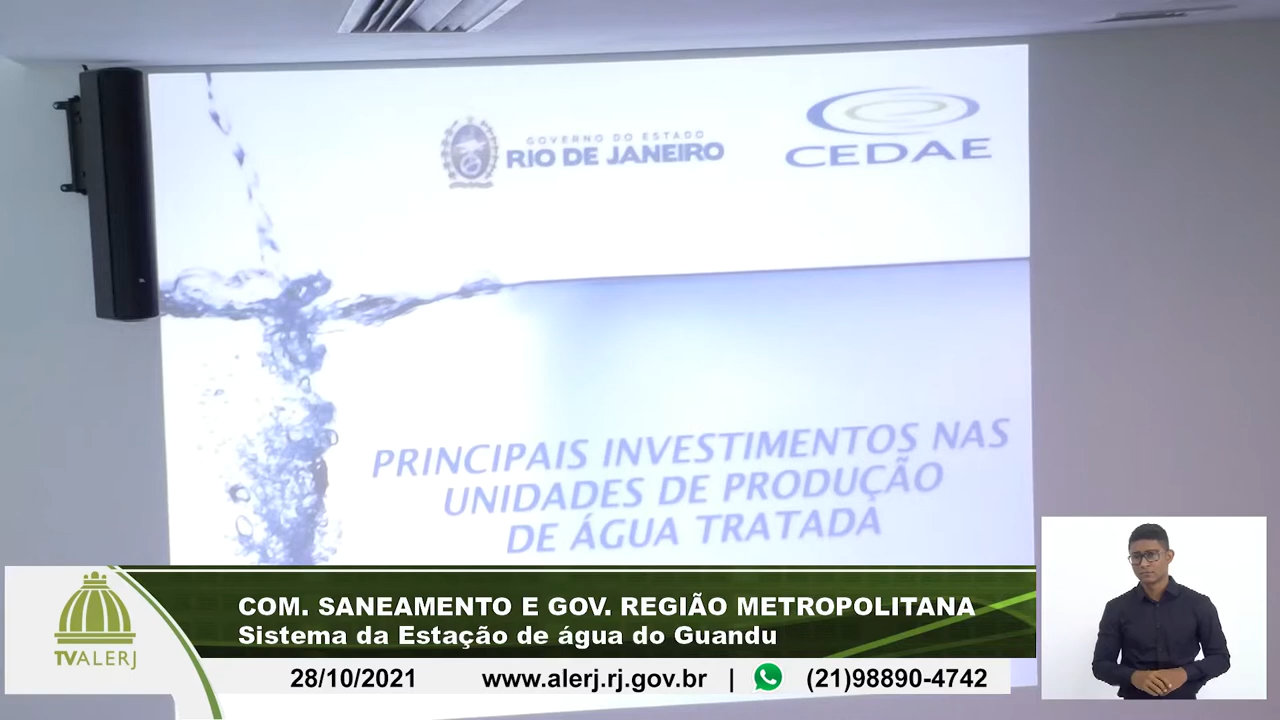 GOVERNO DO ESTADO
RIO DE JANEIRO
CEDAE
PRINCIPAIS INVESTIMENTOS NAS
UNIDADES DE PRODUÇÃO
DE ÁGUA TRATADA
COM. SANEAMENTO E GOV. REGIÃO METROPOLITANA
Sistema da Estação de água do Guandu
TVALERJ
28/10/2021 www.alerj.rj.gov.br | (21)98890-4742